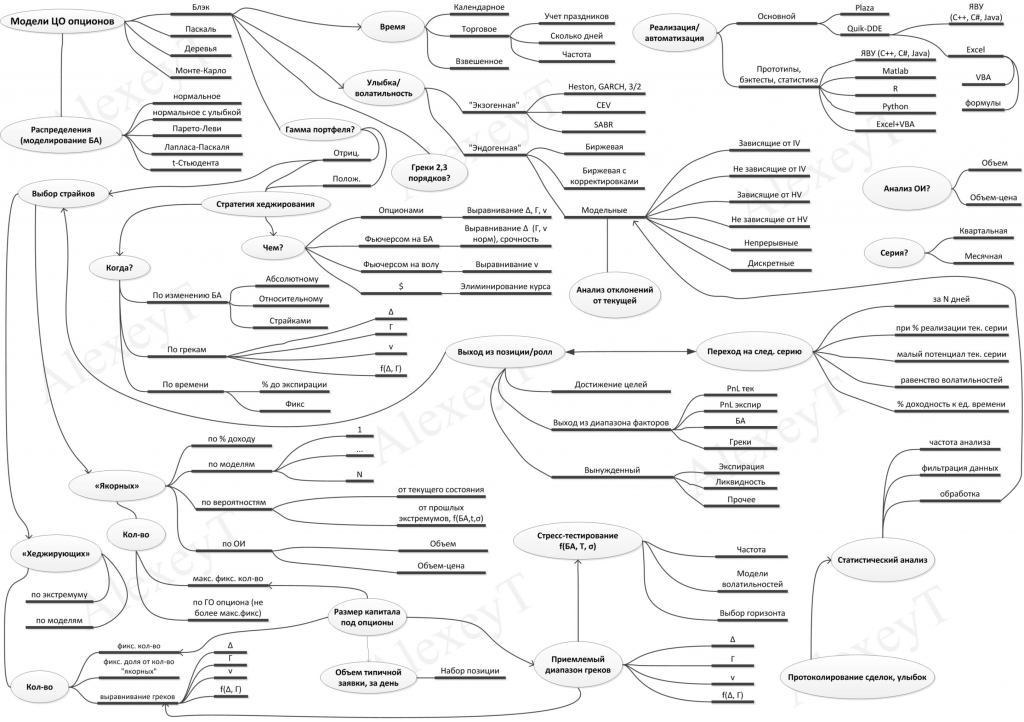 Модели ЦО опционов
Блэк
Паскаль
Деревья
Монте-Карло
Распределения
(моделирование БА)
нормальное
нормальное с улыбкой
Парето-Леви
Лапласа-Паскаля
t-Стьюдента
Время
Календарное
Торговое
Учет праздников
Сколько дней
Частота
Взвешенное
Улыбка/
волатильность
"Экзогенная"
Heston, GARCH, 3/2
CEV
SABR
"Эндогенная"
Биржевая
Биржевая с
корректировками
Модельные
Зависящие от IV
Не зависящие от IV
Зависящие от HV
Не зависящие от HV
Непрерывные
Дискретные
Анализ отклонений
от текущей
Реализация/
автоматизация
Основной
Plaza
Quik-DDE
ЯВУ
(C++, C#, Java)
Excel
VBA
формулы
Прототипы,
бэктесты, статистика
ЯВУ (C++, C#, Java)
Matlab
R
Python
Excel+VBA
Анализ ОИ?
Объем
Объем-цена
Серия?
Квартальная
Месячная
Гамма портфеля?
Отриц.
Полож.
Греки 2,3
порядков?
Выбор страйков
Стратегия хеджирования
Чем?
Опционами
Выравнивание Δ, Γ, ν
Фьючерсом на БА
Выравнивание Δ (Γ, ν
норм), срочность
Фьючерсом на волу
Выравнивание ν
$
Элиминирование курса
Когда?
По изменению БА
Абсолютному
Относительному
Страйками
По грекам
Δ
Γ
ν
f(Δ, Γ)
По времени
% до экспирации
Фикс
Выход из позиции/ролл
Достижение целей
Выход из диапазона факторов
PnL тек
PnL экспир
БА
Греки
Вынужденный
Экспирация
Ликвидность
Прочее
Переход на след. серию
за N дней
при % реализации тек. серии
малый потенциал тек. серии
равенство волатильностей
% доходность к ед. времени
«Якорных»
по % доходу
по моделям
1
...
N
по вероятностям
от текущего состояния
от прошлых
экстремумов, f(БА,t,σ)
по ОИ
Объем
Объем-цена
Кол-во
макс. фикс. кол-во
по ГО опциона (не
более макс.фикс)
«Хеджирующих»
по экстремуму
по моделям
Кол-во
фикс. кол-во
фикс. доля от кол-во
"якорных"
выравнивание греков
Δ
Γ
ν
f(Δ, Γ)
Размер капитала
под опционы
Объем типичной
заявки, за день
Набор позиции
Стресс-тестирование
f(БА, T, σ)
Частота
Модели
волатильностей
Выбор горизонта
Приемлемый
диапазон греков
Δ
Γ
ν
f(Δ, Γ)
Статистический анализ
частота анализа
фильтрация данных
обработка
Протоколирование сделок, улыбок
AlexeyT
AlexeyT
AlexeyT
AlexeyT
AlexeyT
AlexeyT
AlexeyT
AlexeyT
AlexeyT